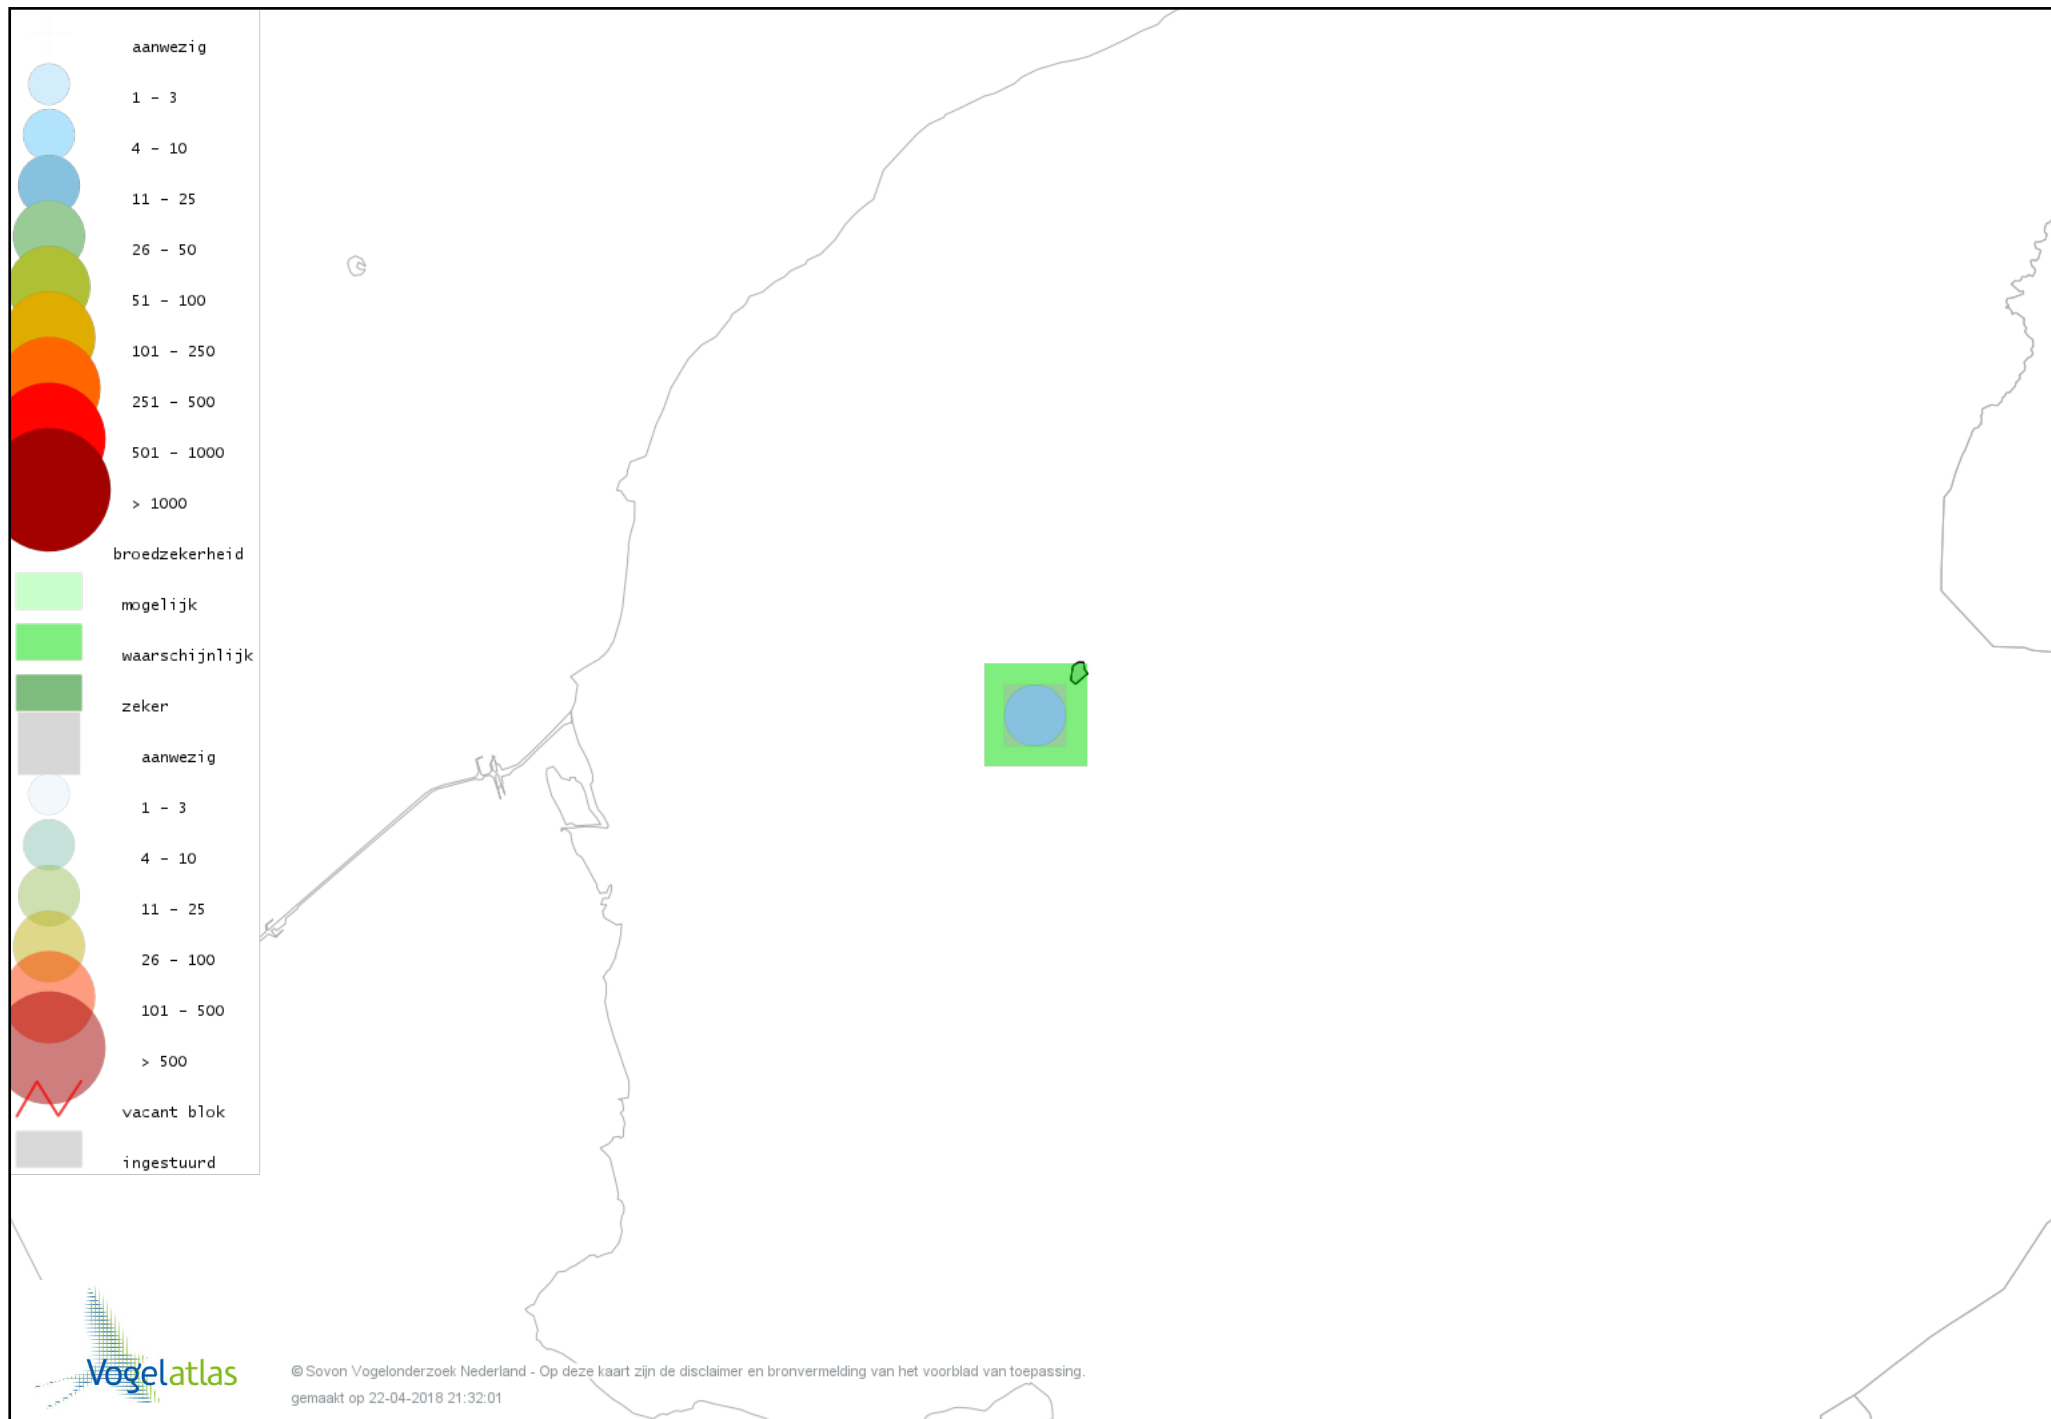 aanwezig
1 - 3
4 - 10
11 - 25
26 - 50
51 - 100
101 - 250
251 - 500
501 - 1000
> 1000
broedzekerheid
mogelijk
waarschijnlijk
zeker
aanwezig
1 - 3
4 - 10
11 - 25
26 - 100
101 - 500
> 500
vacant blok
ingestuurd
Vogelatlas
© Sovon Vogelonderzoek Nederland - Op deze kaart zijn de disclaimer en bronvermelding van het voorblad van toepassing.
gemaakt op 22-04-2018 21:32:01